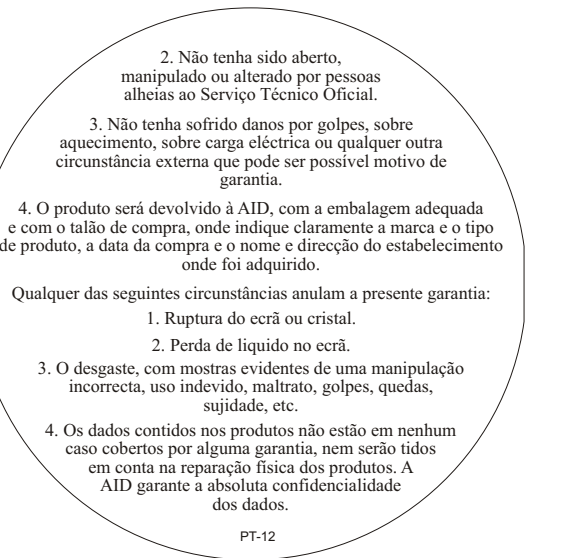 2. Não tenha sido aberto,
manipulado ou alterado por pessoas
alheias ao Serviço Técnico Oficial.
3. Não tenha sofrido danos por golpes, sobre
aquecimento, sobre carga eléctrica ou qualquer outra
circunstância externa que pode ser possível motivo de
garantia.
4. O produto será devolvido à AID, com a embalagem adequada
e com o talão de compra, onde indique claramente a marca e o tipo
de produto, a data da compra e o nome e direcção do estabelecimento
onde foi adquirido.
Qualquer das seguintes circunstâncias anulam a presente garantia:
1. Ruptura do ecrã ou cristal.
2. Perda de liquido no ecrã.
3. O desgaste, com mostras evidentes de uma manipulação
incorrecta, uso indevido, maltrato, golpes, quedas,
sujidade, etc.
4. Os dados contidos nos produtos não estão em nenhum
caso cobertos por alguma garantia, nem serão tidos
em conta na reparação física dos produtos. A
AID garante a absoluta confidencialidade
dos dados.
PT-12